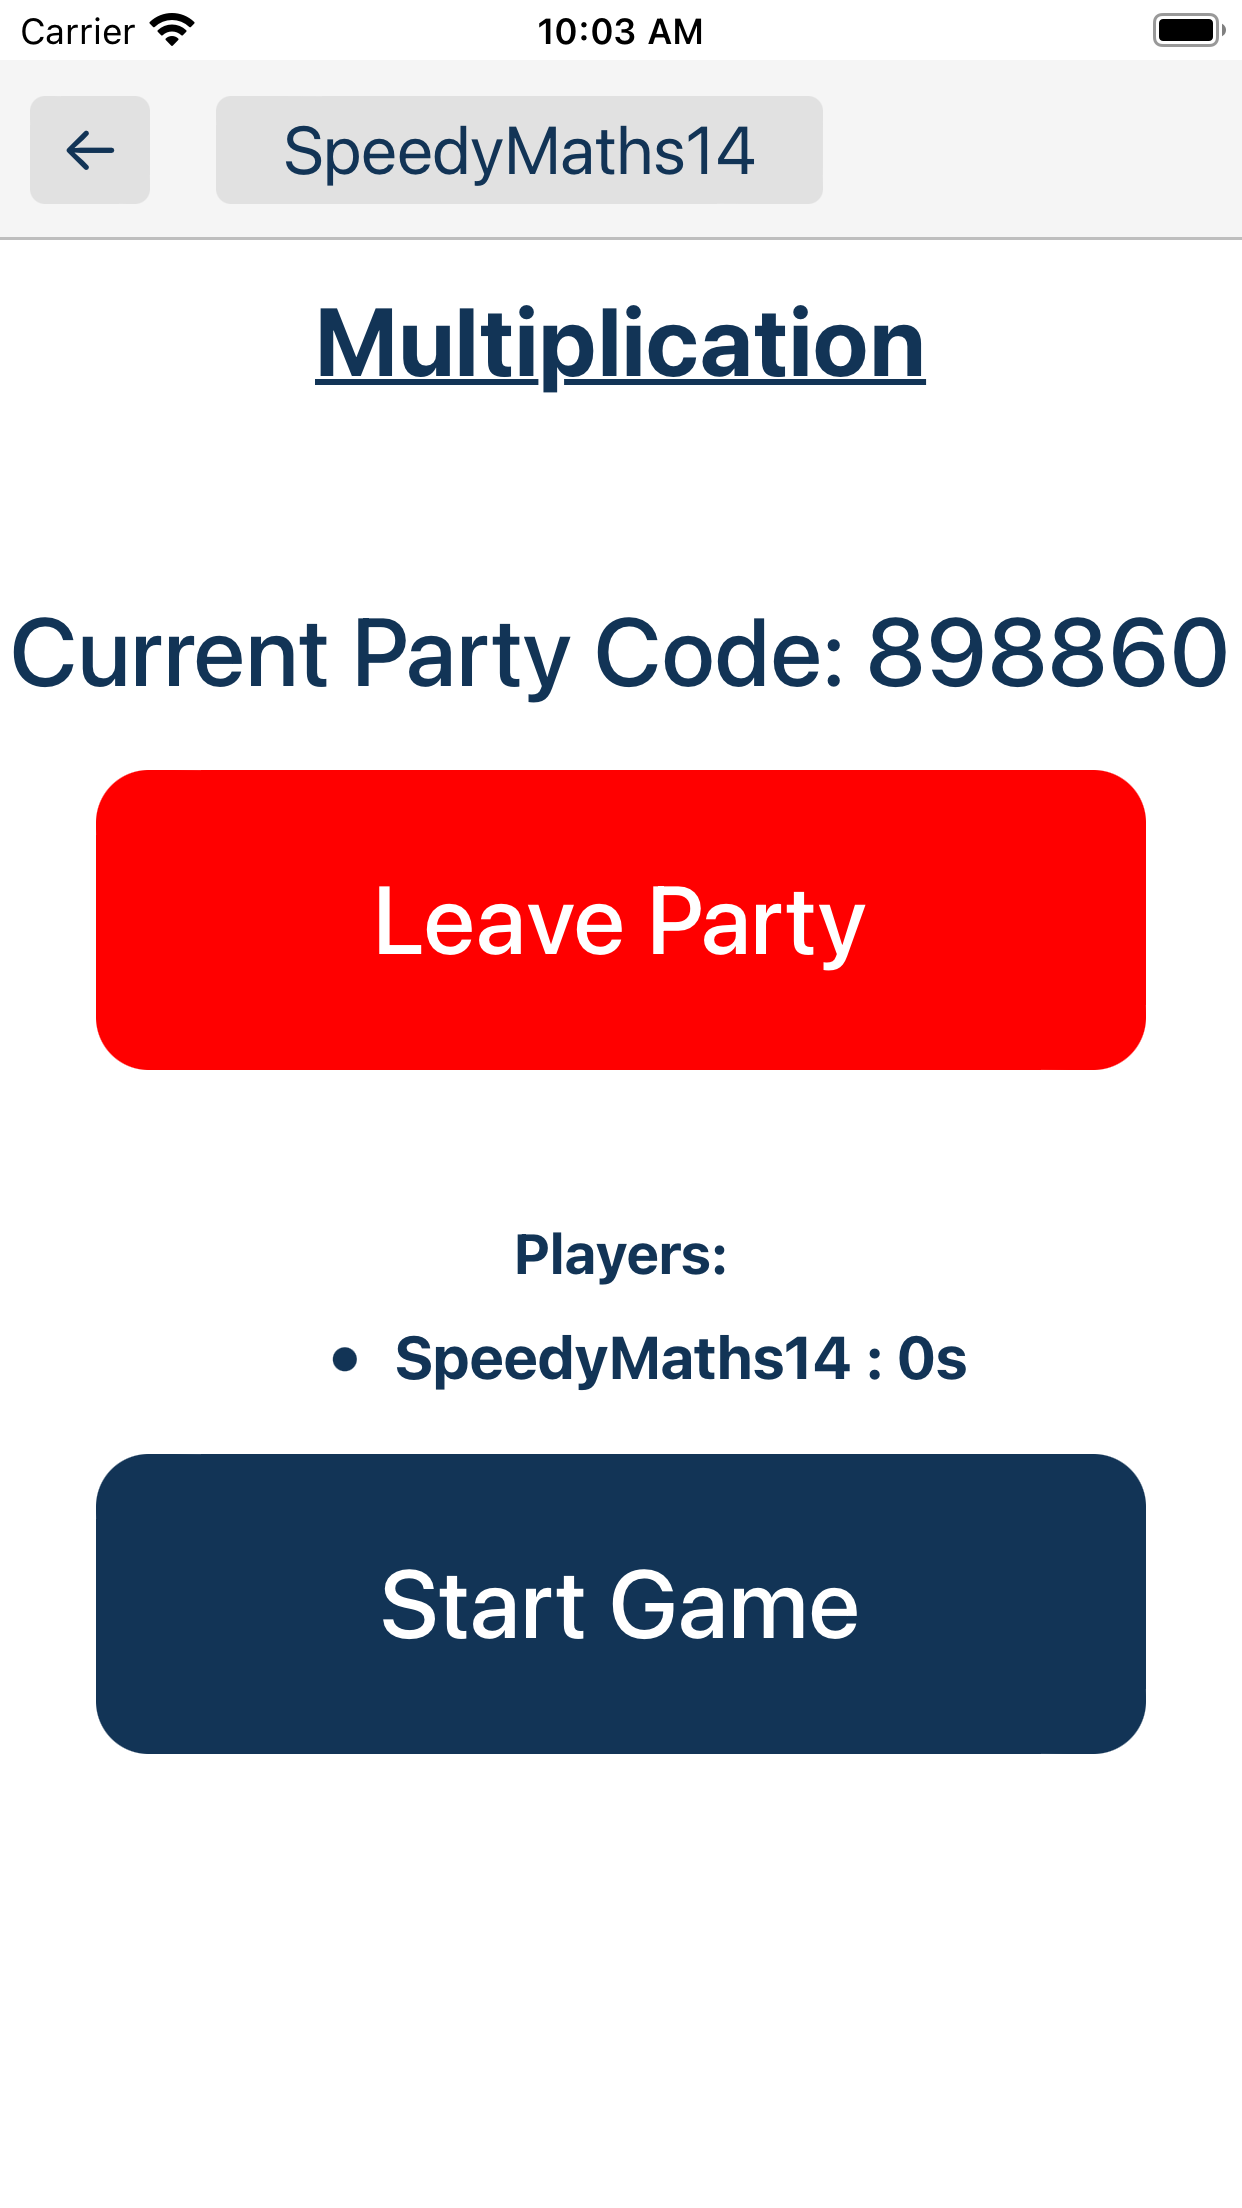 Carrier 10:03 AM
SpeedyMaths14
Multiplication
Current Party Code: 898860
Leave Party
Players:
• SpeedyMaths14 : 0s
Start Game